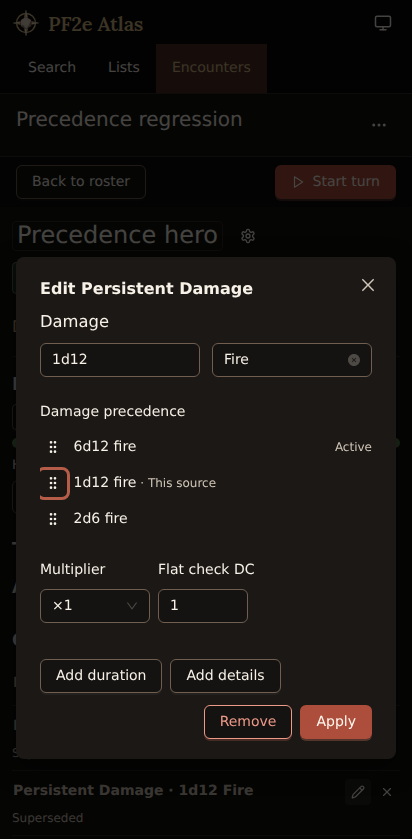 PF2e Atlas
Search Lists Encounters
Precedence regression
Back to roster Start turn
Precedence hero
Edit Persistent Damage
Damage
1d12 Fire
Damage precedence
6d12 fire Active
1d12 fire · This source
2d6 fire
Multiplier Flat check DC
×1 1
Add duration Add details
Remove Apply
Persistent Damage · 1d12 Fire
Superseded